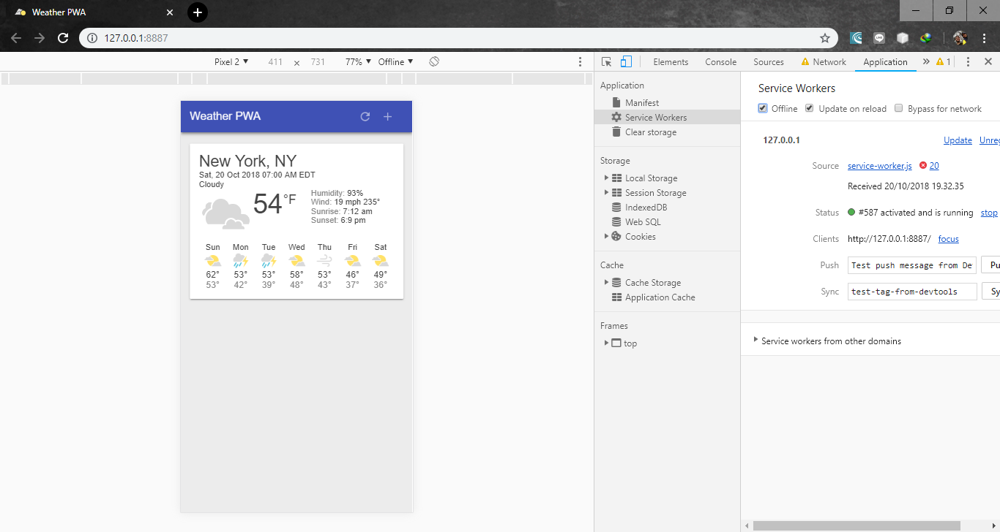 Weather PWA
127.0.0.1:8887
Pixel 2 411 × 731 77% Offline
Elements Console Sources Network Application » 1
Weather PWA
New York, NY
Sat, 20 Oct 2018 07:00 AM EDT
Cloudy
54 °F
Humidity: 93%
Wind: 19 mph 235°
Sunrise: 7:12 am
Sunset: 6:9 pm
Sun Mon Tue Wed Thu Fri Sat
62° 53° 53° 58° 53° 46° 49°
53° 42° 39° 48° 43° 37° 36°
Application
Manifest
Service Workers
Clear storage
Storage
Local Storage
Session Storage
IndexedDB
Web SQL
Cookies
Cache
Cache Storage
Application Cache
Frames
top
Service Workers
Offline Update on reload Bypass for network
127.0.0.1 Update Unreg
Source service-worker.js 20
Received 20/10/2018 19.32.35
Status #587 activated and is running stop
Clients http://127.0.0.1:8887/ focus
Push Test push message from De Pu
Sync test-tag-from-devtools Sy
Service workers from other domains